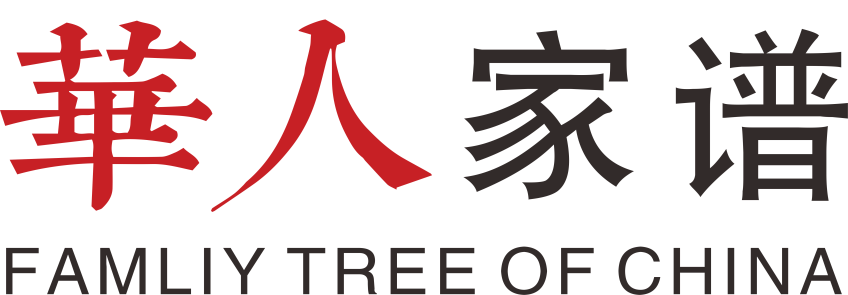 華人家谱
FAMLIY TREE OF CHINA